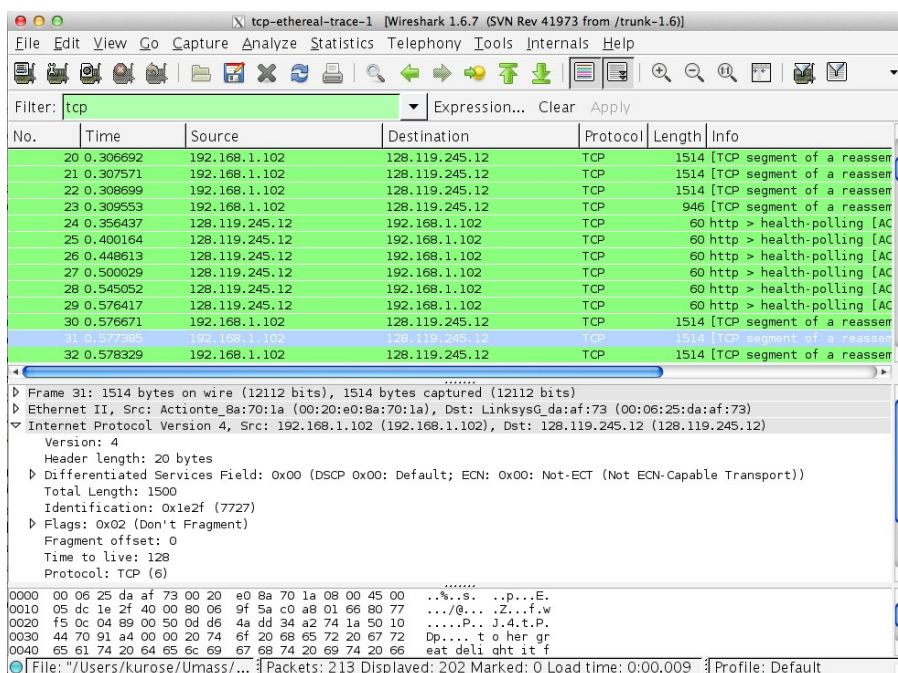 tcp-ethereal-trace-1 [Wireshark 1.6.7 (SVN Rev 41973 from /trunk-1.6)]
File Edit View Go Capture Analyze Statistics Telephony Tools Internals Help
Filter: tcp Expression... Clear Apply
No. Time Source Destination Protocol Length Info
20 0.306692 192.168.1.102 128.119.245.12 TCP 1514 [TCP segment of a reassem
21 0.307571 192.168.1.102 128.119.245.12 TCP 1514 [TCP segment of a reassem
22 0.308699 192.168.1.102 128.119.245.12 TCP 1514 [TCP segment of a reassem
23 0.309553 192.168.1.102 128.119.245.12 TCP 946 [TCP segment of a reassem
24 0.356437 128.119.245.12 192.168.1.102 TCP 60 http > health-polling [AC
25 0.400164 128.119.245.12 192.168.1.102 TCP 60 http > health-polling [AC
26 0.448613 128.119.245.12 192.168.1.102 TCP 60 http > health-polling [AC
27 0.500029 128.119.245.12 192.168.1.102 TCP 60 http > health-polling [AC
28 0.545052 128.119.245.12 192.168.1.102 TCP 60 http > health-polling [AC
29 0.576417 128.119.245.12 192.168.1.102 TCP 60 http > health-polling [AC
30 0.576671 192.168.1.102 128.119.245.12 TCP 1514 [TCP segment of a reassem
31 0.577385 192.168.1.102 128.119.245.12 TCP 1514 [TCP segment of a reassem
32 0.578329 192.168.1.102 128.119.245.12 TCP 1514 [TCP segment of a reassem
Frame 31: 1514 bytes on wire (12112 bits), 1514 bytes captured (12112 bits)
Ethernet II, Src: Actionte_8a:70:1a (00:20:e0:8a:70:1a), Dst: LinksysG_da:af:73 (00:06:25:da:af:73)
Internet Protocol Version 4, Src: 192.168.1.102 (192.168.1.102), Dst: 128.119.245.12 (128.119.245.12)
Version: 4
Header length: 20 bytes
Differentiated Services Field: 0x00 (DSCP 0x00: Default; ECN: 0x00: Not-ECT (Not ECN-Capable Transport))
Total Length: 1500
Identification: 0x1e2f (7727)
Flags: 0x02 (Don't Fragment)
Fragment offset: 0
Time to live: 128
Protocol: TCP (6)
0000 00 06 25 da af 73 00 20 e0 8a 70 1a 08 00 45 00 ..%..s. ..p...E.
0010 05 dc 1e 2f 40 00 80 06 9f 5a c0 a8 01 66 80 77 .../@... .Z...f.w
0020 f5 0c 04 89 00 50 0d d6 4a dd 34 a2 74 1a 50 10 .....P.. J.4.t.P.
0030 44 70 91 a4 00 00 20 74 6f 20 68 65 72 20 67 72 Dp.... t o her gr
0040 65 61 74 20 64 65 6c 69 67 68 74 20 69 74 20 66 eat deli ght it f
File: "/Users/kurose/Umass/... Packets: 213 Displayed: 202 Marked: 0 Load time: 0:00.009 Profile: Default